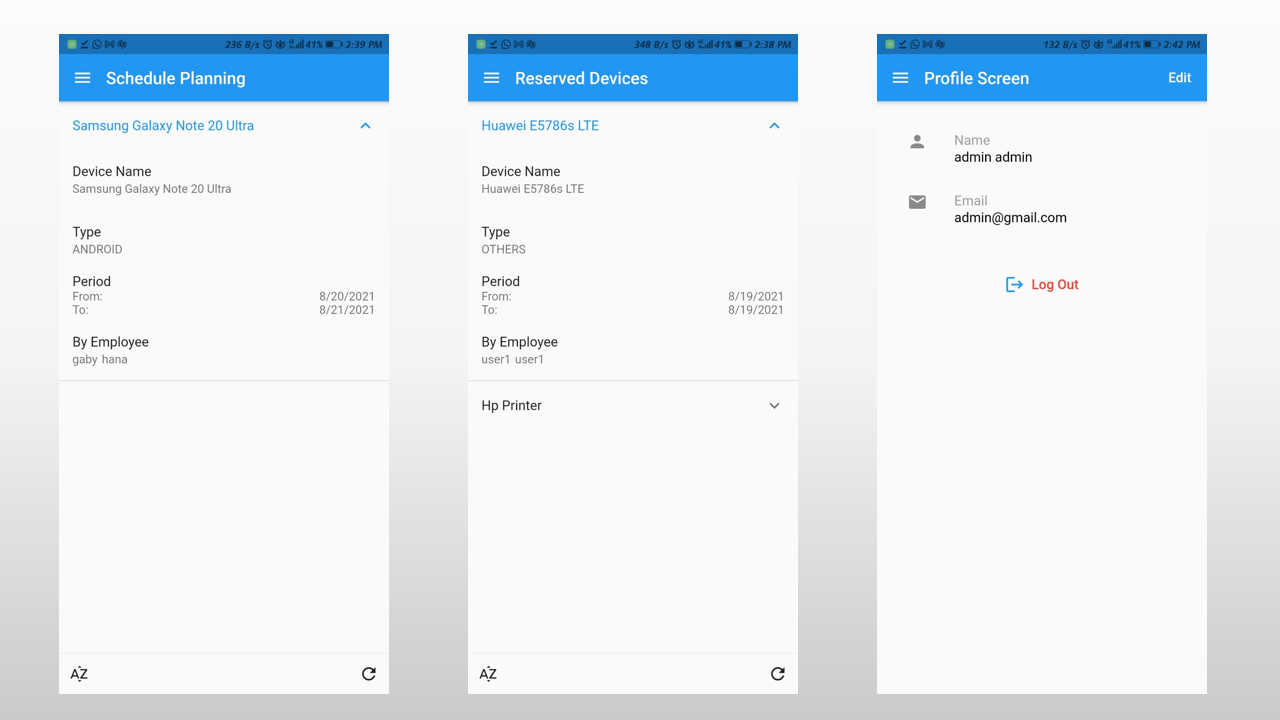 236 B/s 41% 2:39 PM
Schedule Planning
Samsung Galaxy Note 20 Ultra
Device Name
Samsung Galaxy Note 20 Ultra
Type
ANDROID
Period
From: 8/20/2021
To: 8/21/2021
By Employee
gaby hana
AZ
348 B/s 41% 2:38 PM
Reserved Devices
Huawei E5786s LTE
Device Name
Huawei E5786s LTE
Type
OTHERS
Period
From: 8/19/2021
To: 8/19/2021
By Employee
user1 user1
Hp Printer
AZ
132 B/s 41% 2:42 PM
Profile Screen Edit
Name
admin admin
Email
admin@gmail.com
Log Out